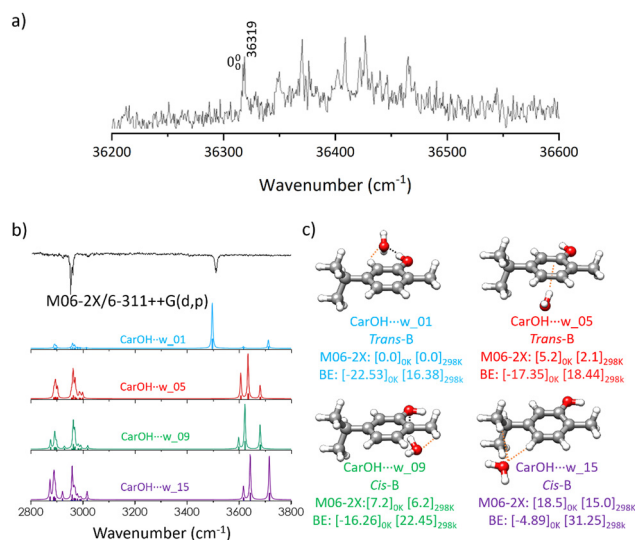 a)
0⁰₀
36319
36200 36300 36400 36500 36600
Wavenumber (cm⁻¹)
b)
M06-2X/6-311++G(d,p)
CarOH···w_01
CarOH···w_05
CarOH···w_09
CarOH···w_15
2800 3000 3200 3400 3600 3800
Wavenumber (cm⁻¹)
c)
CarOH···w_01
Trans-B
M06-2X: [0.0]₀K [0.0]₂₉₈K
BE: [-22.53]₀K [16.38]₂₉₈k
CarOH···w_05
Trans-B
M06-2X: [5.2]₀K [2.1]₂₉₈K
BE: [-17.35]₀K [18.44]₂₉₈k
CarOH···w_09
Cis-B
M06-2X:[7.2]₀K [6.2]₂₉₈K
BE: [-16.26]₀K [22.45]₂₉₈k
CarOH···w_15
Cis-B
M06-2X: [18.5]₀K [15.0]₂₉₈K
BE: [-4.89]₀K [31.25]₂₉₈k